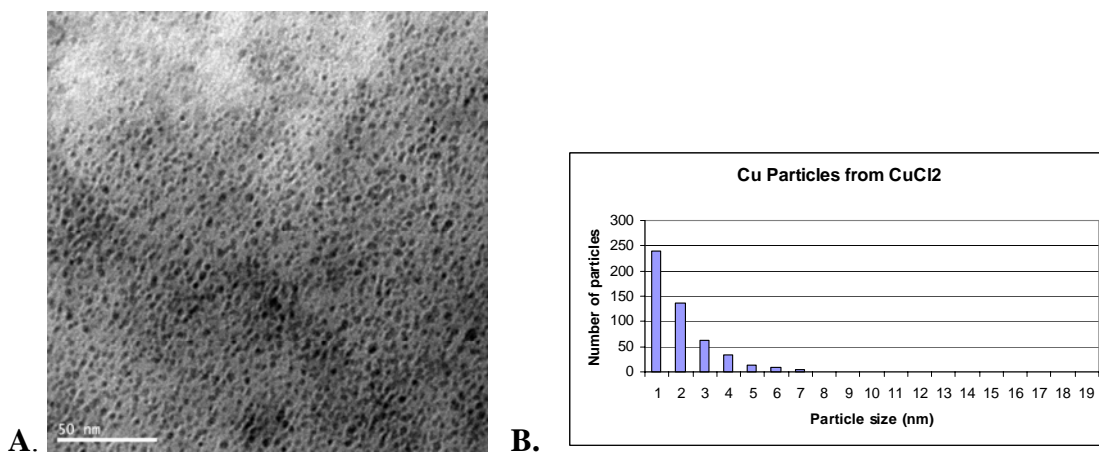 50 nm
A.
B.
Cu Particles from CuCl2
Number of particles
300
250
200
150
100
50
0
1 2 3 4 5 6 7 8 9 10 11 12 13 14 15 16 17 18 19
Particle size (nm)